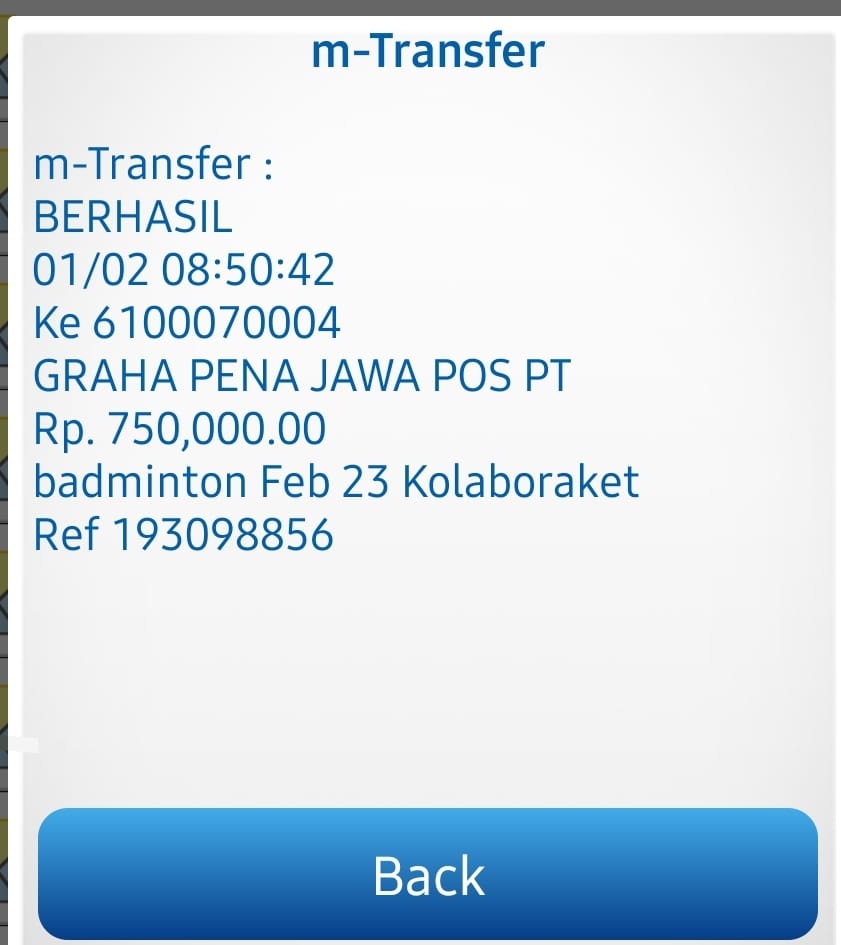 m-Transfer
m-Transfer :
BERHASIL
01/02 08:50:42
Ke 6100070004
GRAHA PENA JAWA POS PT
Rp. 750,000.00
badminton Feb 23 Kolaboraket
Ref 193098856
Back